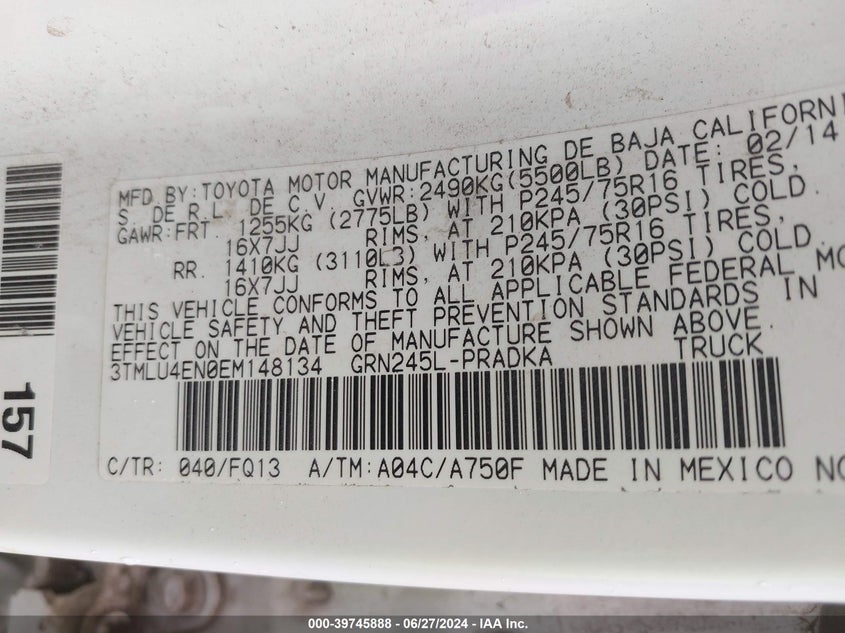 MFD.BY:TOYOTA MOTOR MANUFACTURING DE BAJA CALIFORNI
S. DE R.L. DE C.V. GVWR:2490KG(5500LB) DATE: 02/14
GAWR:FRT. 1255KG (2775LB) WITH P245/75R16 TIRES,
16X7JJ RIMS, AT 210KPA (30PSI) COLD.
RR. 1410KG (3110LB) WITH P245/75R16 TIRES,
16X7JJ RIMS, AT 210KPA (30PSI) COLD.
THIS VEHICLE CONFORMS TO ALL APPLICABLE FEDERAL MO
VEHICLE SAFETY AND THEFT PREVENTION STANDARDS IN
EFFECT ON THE DATE OF MANUFACTURE SHOWN ABOVE.
3TMLU4EN0EM148134 GRN245L-PRADKA TRUCK
C/TR: 040/FQ13 A/TM:A04C/A750F MADE IN MEXICO NO
157
000-39745888 - 06/27/2024 - IAA Inc.